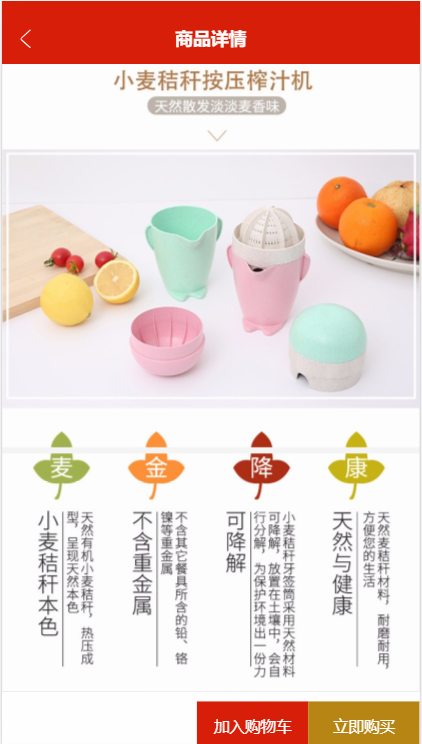 商品详情
小麦秸秆按压榨汁机
天然散发淡淡麦香味
麦
小麦秸秆本色
天然有机小麦秸秆，热压成
型，呈现天然本色
金
不含重金属
不含其它餐具所含的铅、铬
镍等重金属
降
可降解
小麦秸秆牙签筒采用天然材料
可降解，放置在土壤中，会自
行分解，为保护环境出一份力
康
天然与健康
天然麦秸秆材料，耐磨耐用，
方便您的生活
加入购物车
立即购买